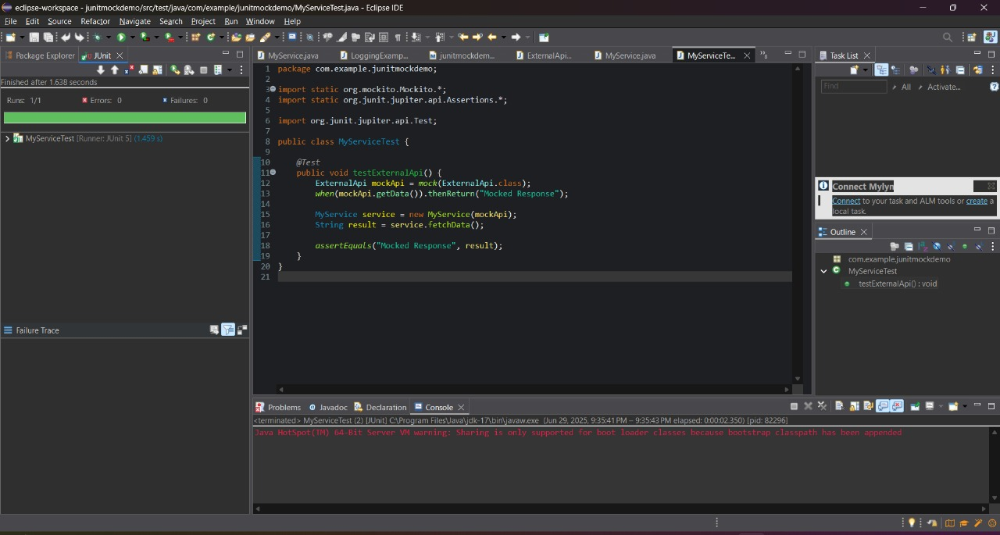 eclipse-workspace - junitmockdemo/src/test/java/com/example/junitmockdemo/MyServiceTest.java - Eclipse IDE
File Edit Source Refactor Navigate Search Project Run Window Help
Package Explorer JUnit
Finished after 1.638 seconds
Runs: 1/1 Errors: 0 Failures: 0
MyServiceTest [Runner: JUnit 5] (1.459 s)
Failure Trace
MyService.java LoggingExamp... junitmockdem... ExternalApi... MyService.java MyServiceTe... »5
1 package com.example.junitmockdemo;
2
3 import static org.mockito.Mockito.*;
4 import static org.junit.jupiter.api.Assertions.*;
5
6 import org.junit.jupiter.api.Test;
7
8 public class MyServiceTest {
9
10 @Test
11 public void testExternalApi() {
12 ExternalApi mockApi = mock(ExternalApi.class);
13 when(mockApi.getData()).thenReturn("Mocked Response");
14
15 MyService service = new MyService(mockApi);
16 String result = service.fetchData();
17
18 assertEquals("Mocked Response", result);
19 }
20 }
21
Task List
Find All Activate...
Connect Mylyn
Connect to your task and ALM tools or create a
local task.
Outline
com.example.junitmockdemo
MyServiceTest
testExternalApi() : void
Problems Javadoc Declaration Console
<terminated> MyServiceTest (2) [JUnit] C:\Program Files\Java\jdk-17\bin\javaw.exe (Jun 29, 2025, 9:35:41 PM – 9:35:43 PM elapsed: 0:00:02.350) [pid: 82296]
Java HotSpot(TM) 64-Bit Server VM warning: Sharing is only supported for boot loader classes because bootstrap classpath has been appended